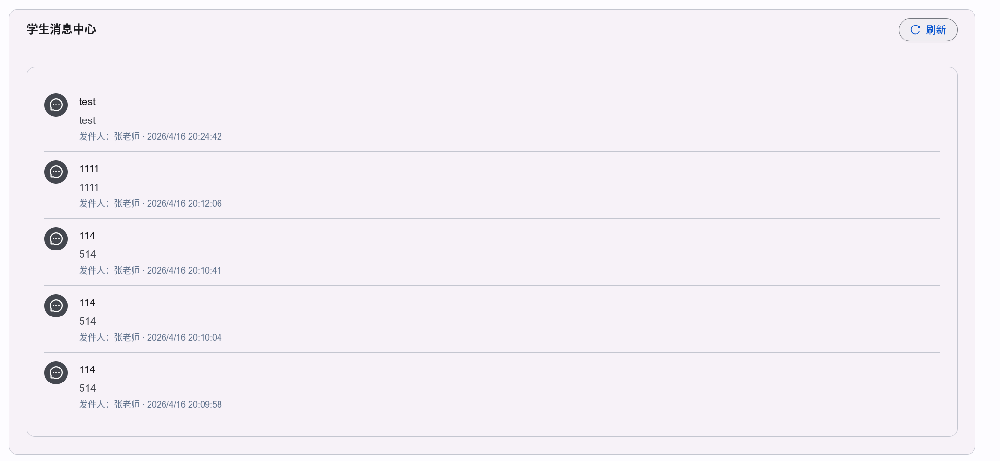 学生消息中心
刷新
test
test
发件人：张老师 · 2026/4/16 20:24:42
1111
1111
发件人：张老师 · 2026/4/16 20:12:06
114
514
发件人：张老师 · 2026/4/16 20:10:41
114
514
发件人：张老师 · 2026/4/16 20:10:04
114
514
发件人：张老师 · 2026/4/16 20:09:58